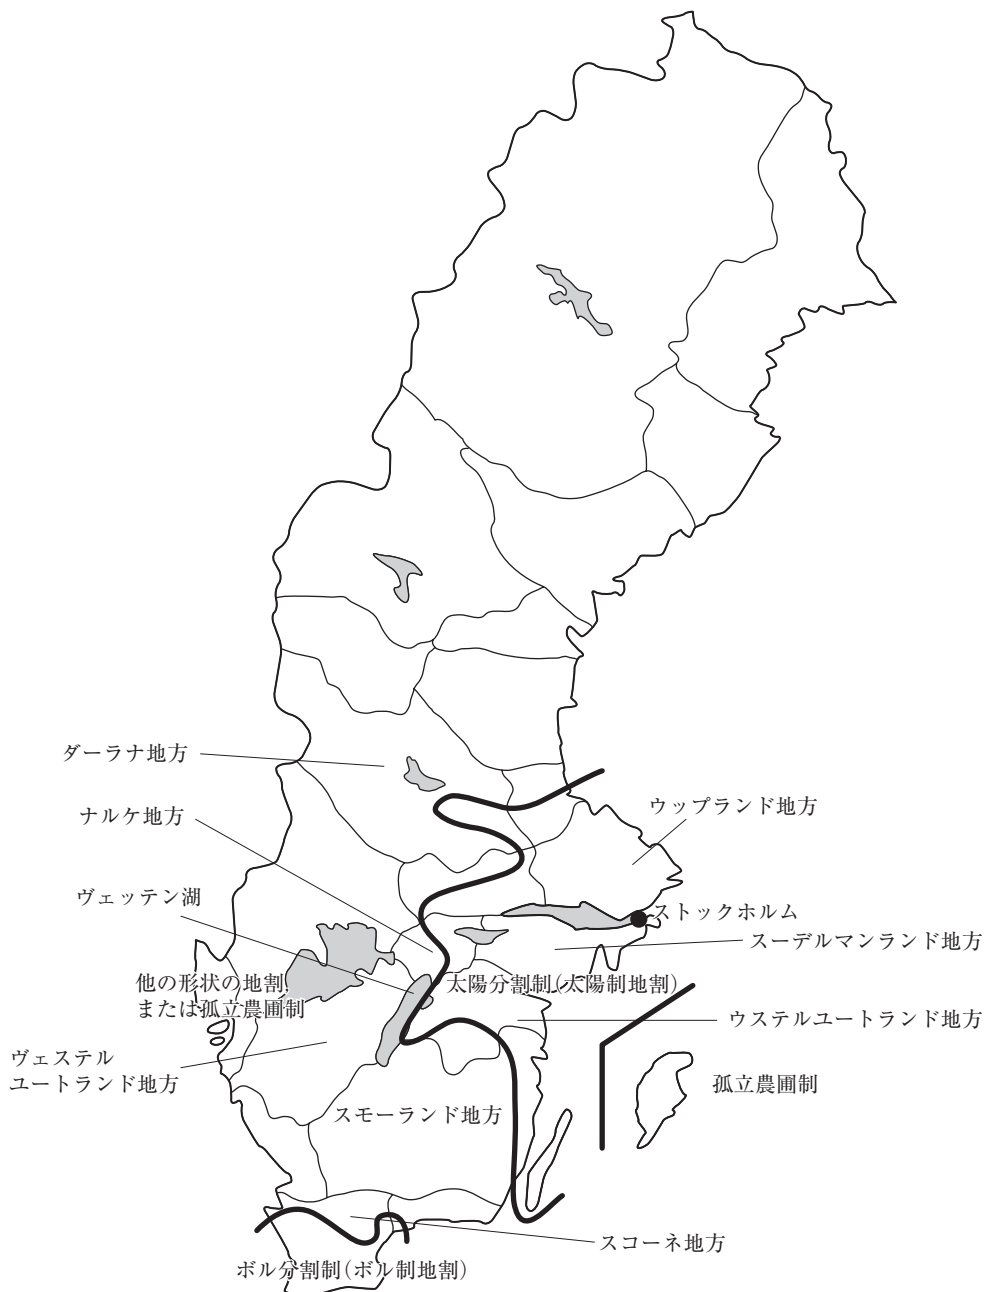 ダーラナ地方
ナルケ地方
ウップランド地方
ヴェッテン湖
ストックホルム
スーデルマンランド地方
他の形状の地割、
または孤立農圃制
太陽分割制(太陽制地割)
ウステルユートランド地方
ヴェステル
ユートランド地方
孤立農圃制
スモーランド地方
スコーネ地方
ボル分割制(ボル制地割)